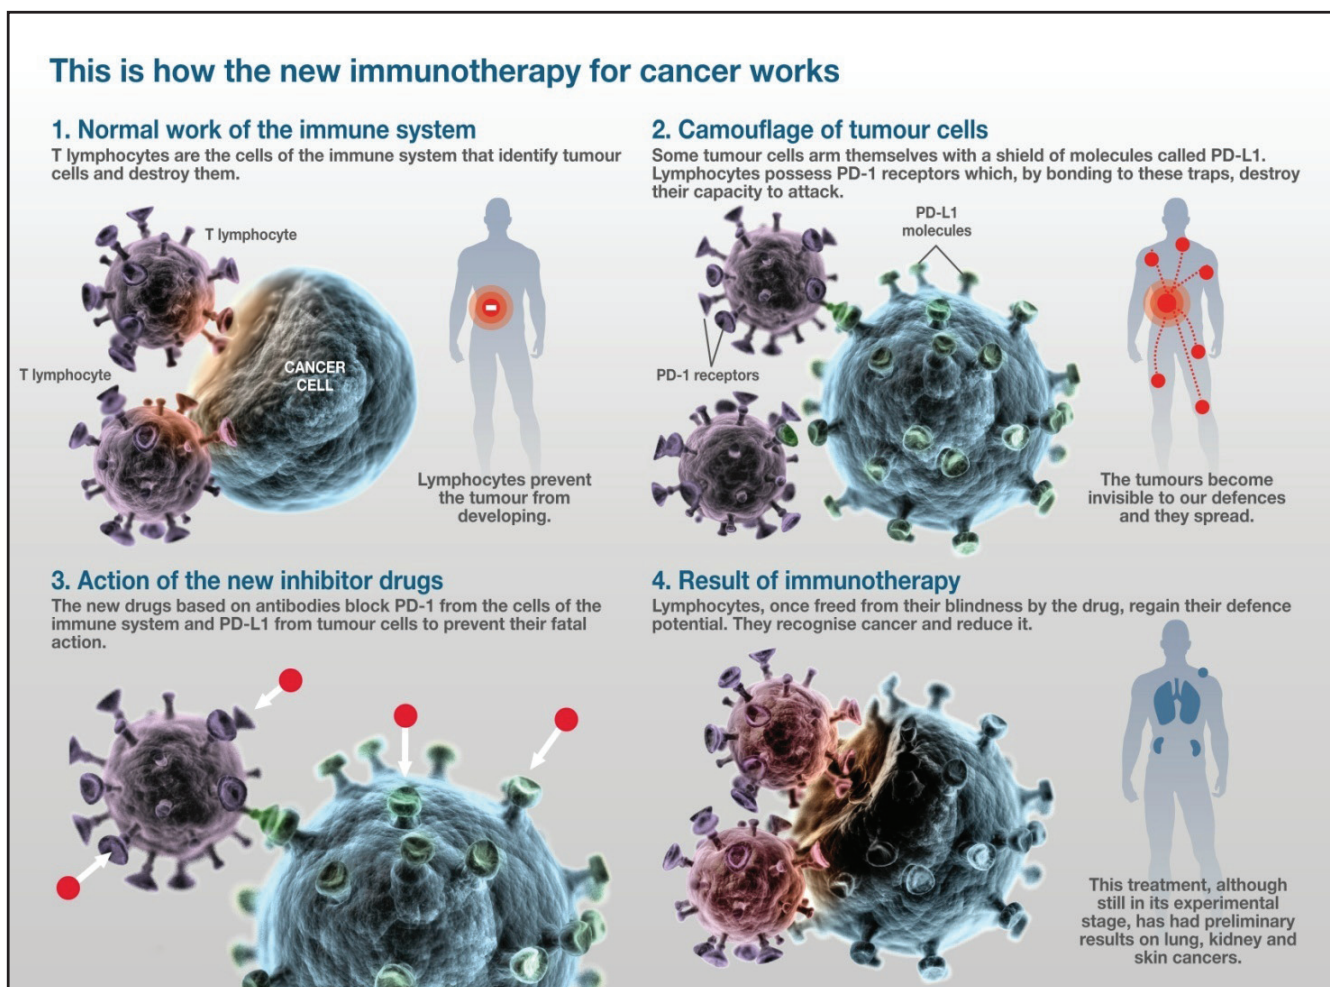 This is how the new immunotherapy for cancer works
1. Normal work of the immune system
T lymphocytes are the cells of the immune system that identify tumour
cells and destroy them.
T lymphocyte
T lymphocyte
CANCER
CELL
Lymphocytes prevent
the tumour from
developing.
2. Camouflage of tumour cells
Some tumour cells arm themselves with a shield of molecules called PD-L1.
Lymphocytes possess PD-1 receptors which, by bonding to these traps, destroy
their capacity to attack.
PD-L1
molecules
PD-1 receptors
The tumours become
invisible to our defences
and they spread.
3. Action of the new inhibitor drugs
The new drugs based on antibodies block PD-1 from the cells of the
immune system and PD-L1 from tumour cells to prevent their fatal
action.
4. Result of immunotherapy
Lymphocytes, once freed from their blindness by the drug, regain their defence
potential. They recognise cancer and reduce it.
This treatment, although
still in its experimental
stage, has had preliminary
results on lung, kidney and
skin cancers.